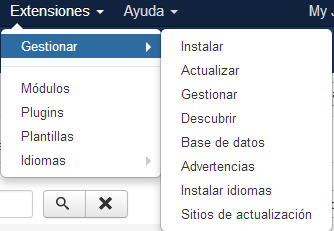 Extensiones Ayuda My J
Gestionar
Módulos
Plugins
Plantillas
Idiomas
Instalar
Actualizar
Gestionar
Descubrir
Base de datos
Advertencias
Instalar idiomas
Sitios de actualización